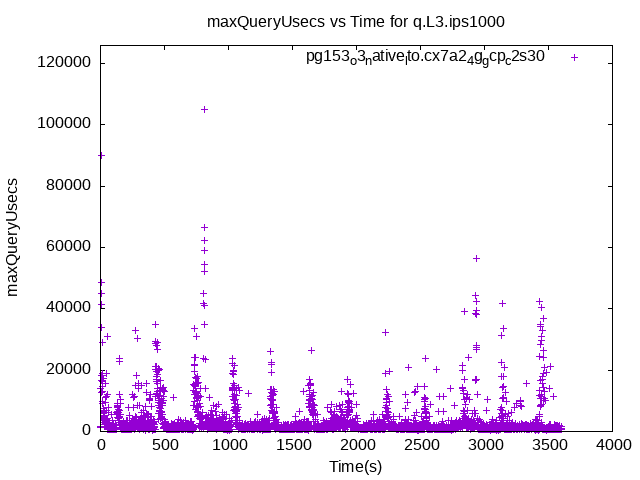 maxQueryUsecs vs Time for q.L3.ips1000
pg153_o3_native_lto.cx7a2_4g_gcp_c2s30
120000
100000
80000
60000
40000
20000
0
maxQueryUsecs
0 500 1000 1500 2000 2500 3000 3500 4000
Time(s)